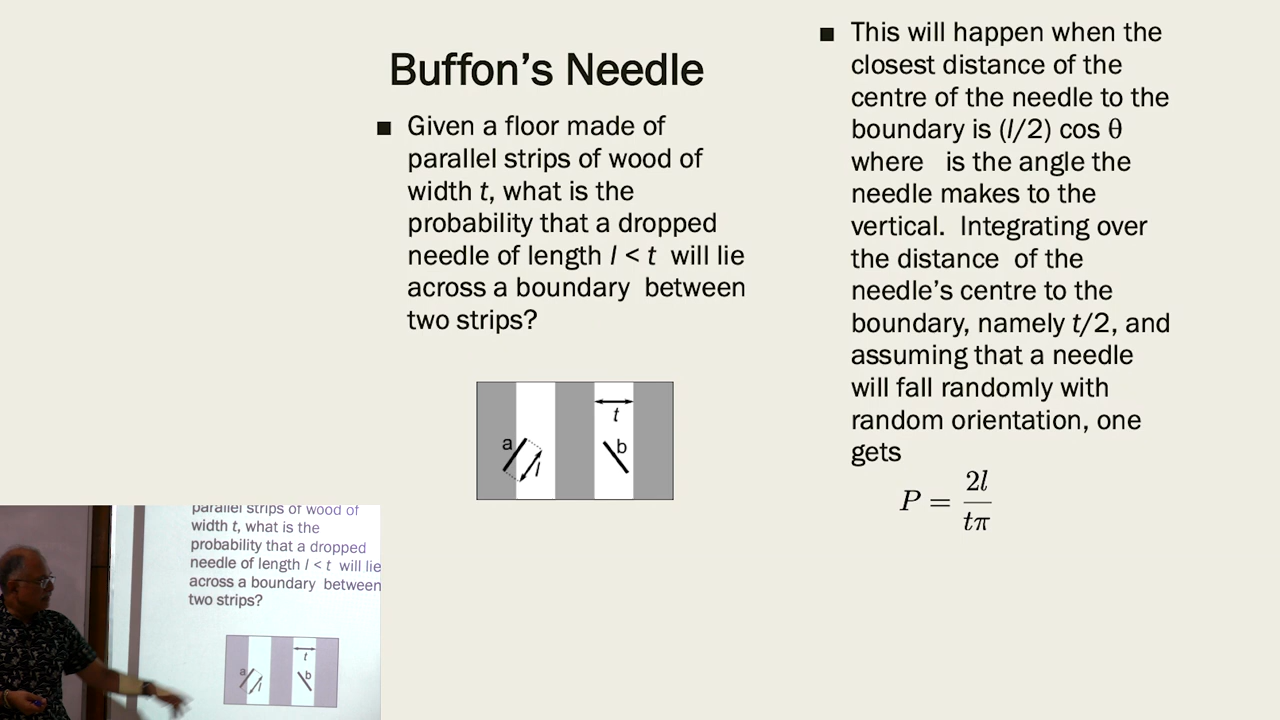 Buffon's Needle
■ Given a floor made of
parallel strips of wood of
width t, what is the
probability that a dropped
needle of length l < t will lie
across a boundary between
two strips?
t
a
l
b
■ This will happen when the
closest distance of the
centre of the needle to the
boundary is (l/2) cos θ
where is the angle the
needle makes to the
vertical. Integrating over
the distance of the
needle's centre to the
boundary, namely t/2, and
assuming that a needle
will fall randomly with
random orientation, one
gets
P = 2l / tπ
parallel strips of wood of
width t, what is the
probability that a dropped
needle of length l < t will lie
across a boundary between
two strips?
t
a
l
b